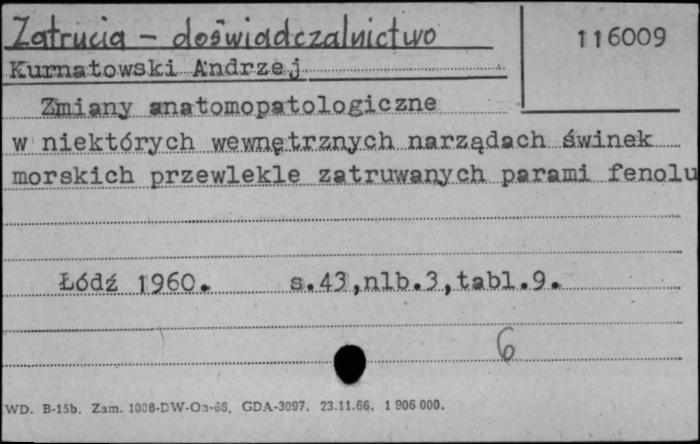 Zatrucia - doświadczalnictwo
116009
Kurnatowski Andrzej
Zmiany anatomopatologiczne
w niektórych wewnętrznych narządach świnek
morskich przewlekle zatruwanych parami fenolu
Łódź 1960. s.43,nlb.3,tabl.9.
6
WD. B-15b. Zam. 1008-DW-Oa-66. GDA-3097. 23.11.66. 1 906 000.